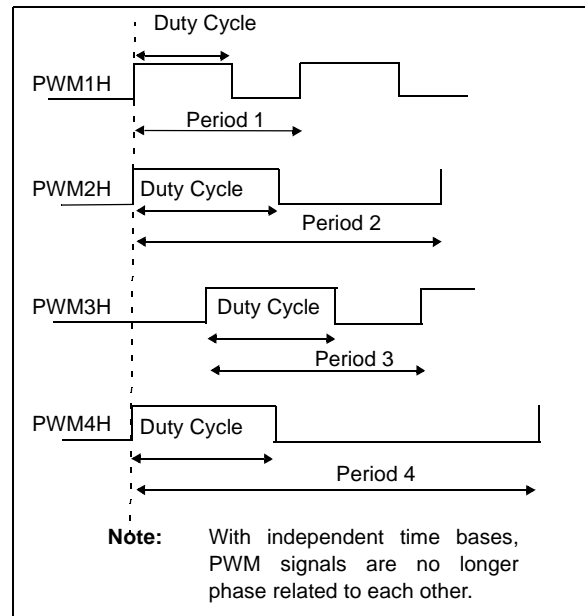 Duty Cycle
PWM1H
Period 1
PWM2H
Duty Cycle
Period 2
PWM3H
Duty Cycle
Period 3
PWM4H
Duty Cycle
Period 4
Note: With independent time bases,
PWM signals are no longer
phase related to each other.